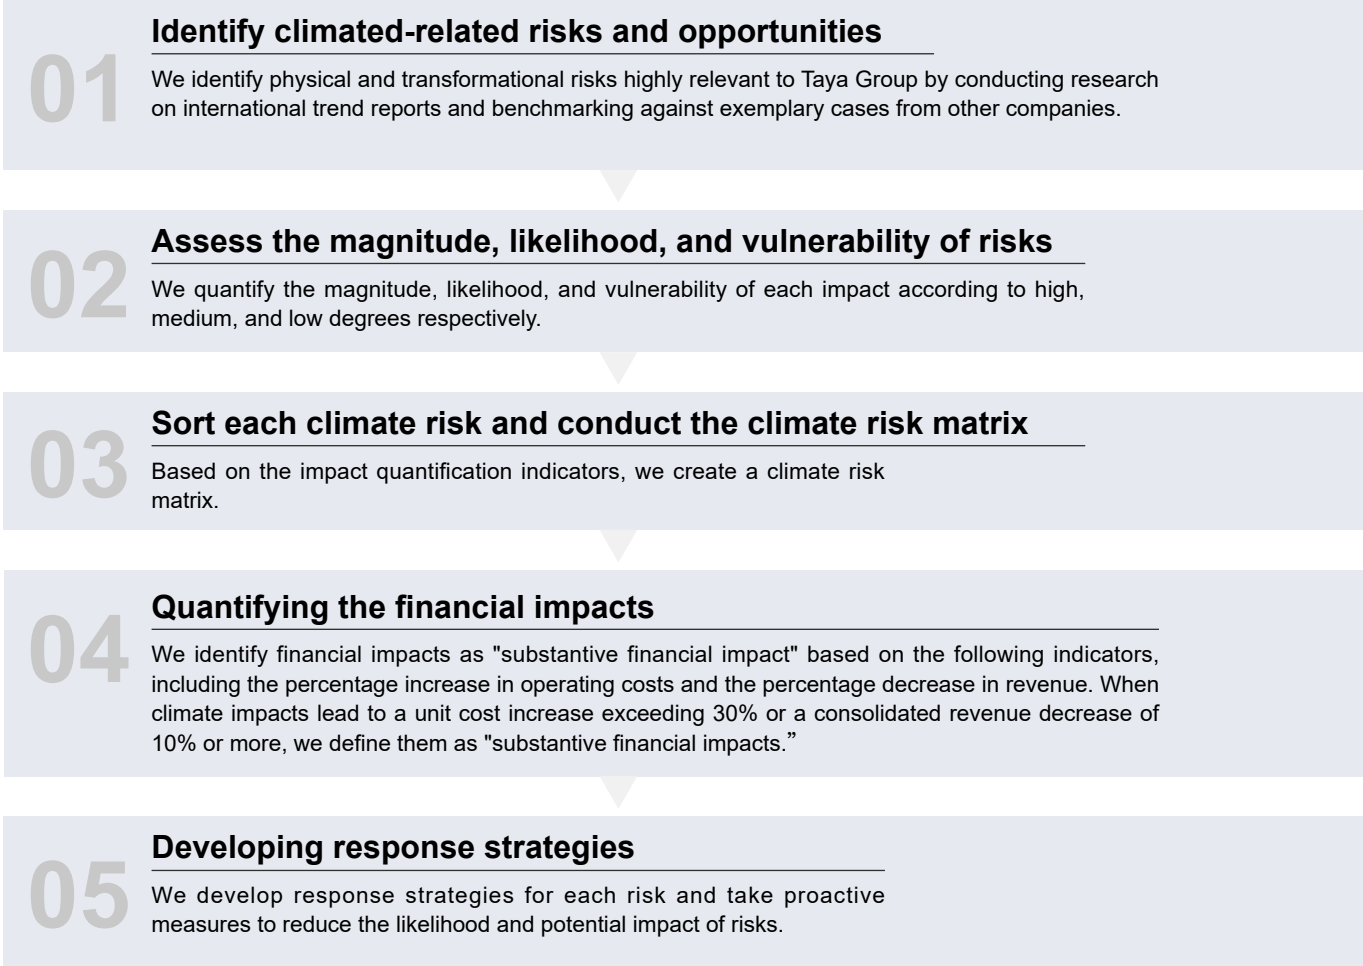 Identify climated-related risks and opportunities
01
We identify physical and transformational risks highly relevant to Taya Group by conducting research
on international trend reports and benchmarking against exemplary cases from other companies.
Assess the magnitude, likelihood, and vulnerability of risks
02
We quantify the magnitude, likelihood, and vulnerability of each impact according to high,
medium, and low degrees respectively.
Sort each climate risk and conduct the climate risk matrix
03
Based on the impact quantification indicators, we create a climate risk
matrix.
Quantifying the financial impacts
04
We identify financial impacts as "substantive financial impact" based on the following indicators,
including the percentage increase in operating costs and the percentage decrease in revenue. When
climate impacts lead to a unit cost increase exceeding 30% or a consolidated revenue decrease of
10% or more, we define them as "substantive financial impacts.”
Developing response strategies
05
We develop response strategies for each risk and take proactive
measures to reduce the likelihood and potential impact of risks.